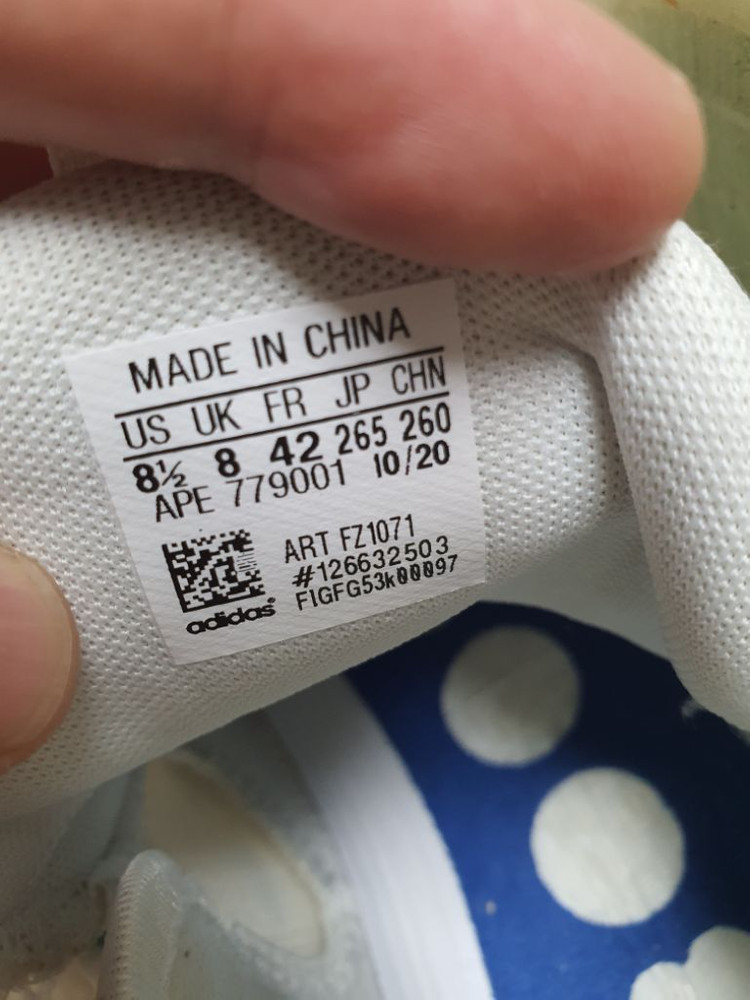 MADE IN CHINA
US UK FR JP CHN
8½ 8 42 265 260
APE 779001 10/20
ART FZ1071
#126632503
FIGFG53k00097
adidas